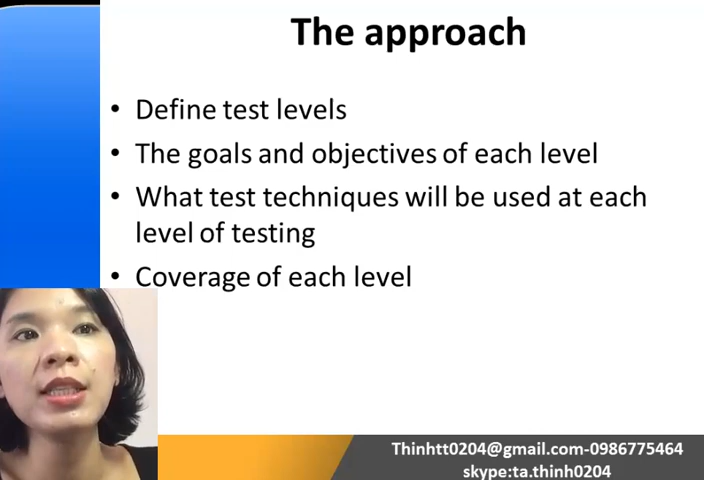 The approach
• Define test levels
• The goals and objectives of each level
• What test techniques will be used at each
level of testing
• Coverage of each level
Thinhtt0204@gmail.com-0986775464
skype:ta.thinh0204